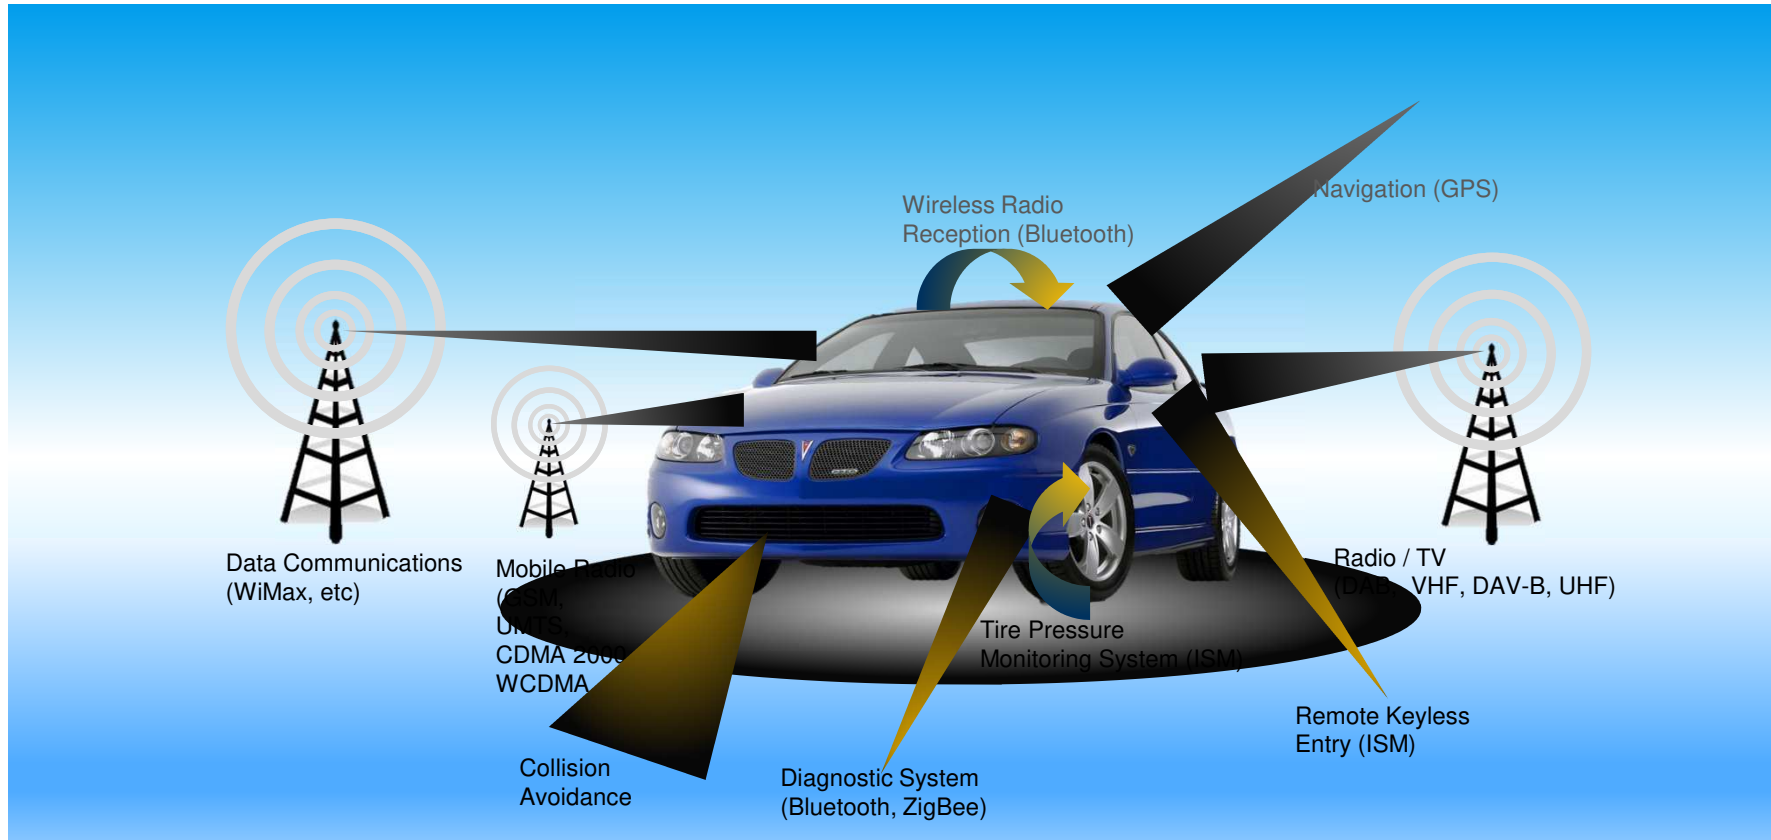 Navigation (GPS)
Wireless Radio
Reception (Bluetooth)
Data Communications
(WiMax, etc)
Mobile Radio
(GSM,
UMTS,
CDMA 2000,
WCDMA
Radio / TV
(DAB, VHF, DAV-B, UHF)
Tire Pressure
Monitoring System (ISM)
Remote Keyless
Entry (ISM)
Collision
Avoidance
Diagnostic System
(Bluetooth, ZigBee)